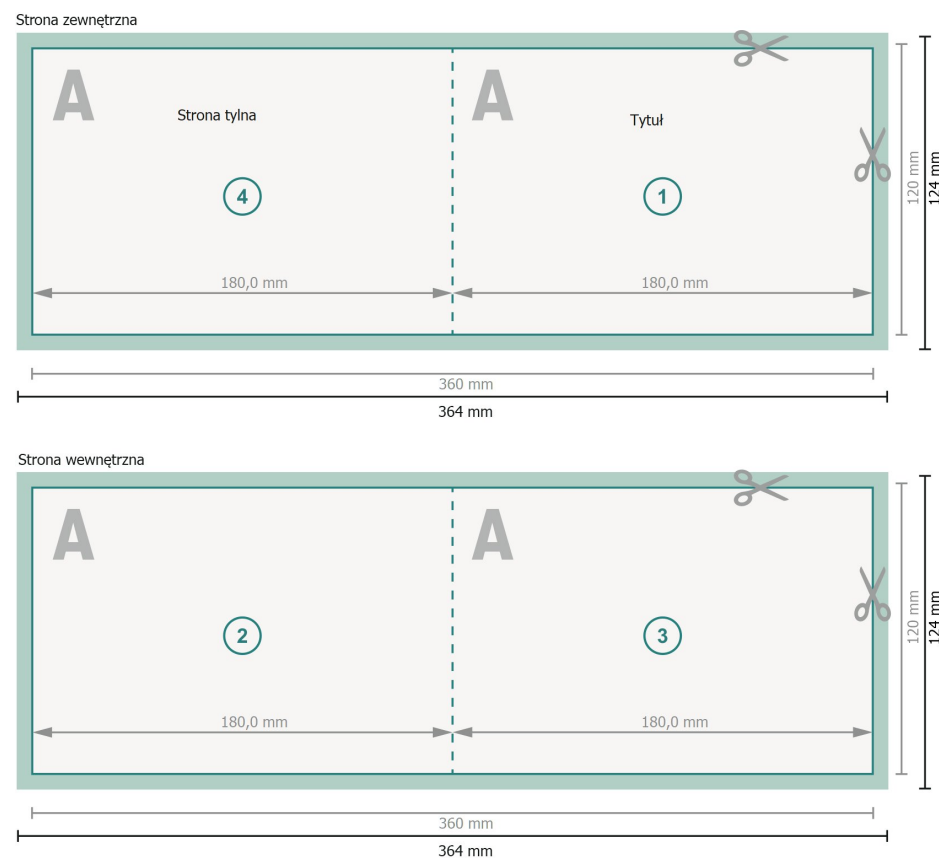 Strona zewnętrzna
A
A
Strona tylna
Tytuł
4
1
120 mm
124 mm
180,0 mm
180,0 mm
360 mm
364 mm
Strona wewnętrzna
A
A
2
3
120 mm
124 mm
180,0 mm
180,0 mm
360 mm
364 mm